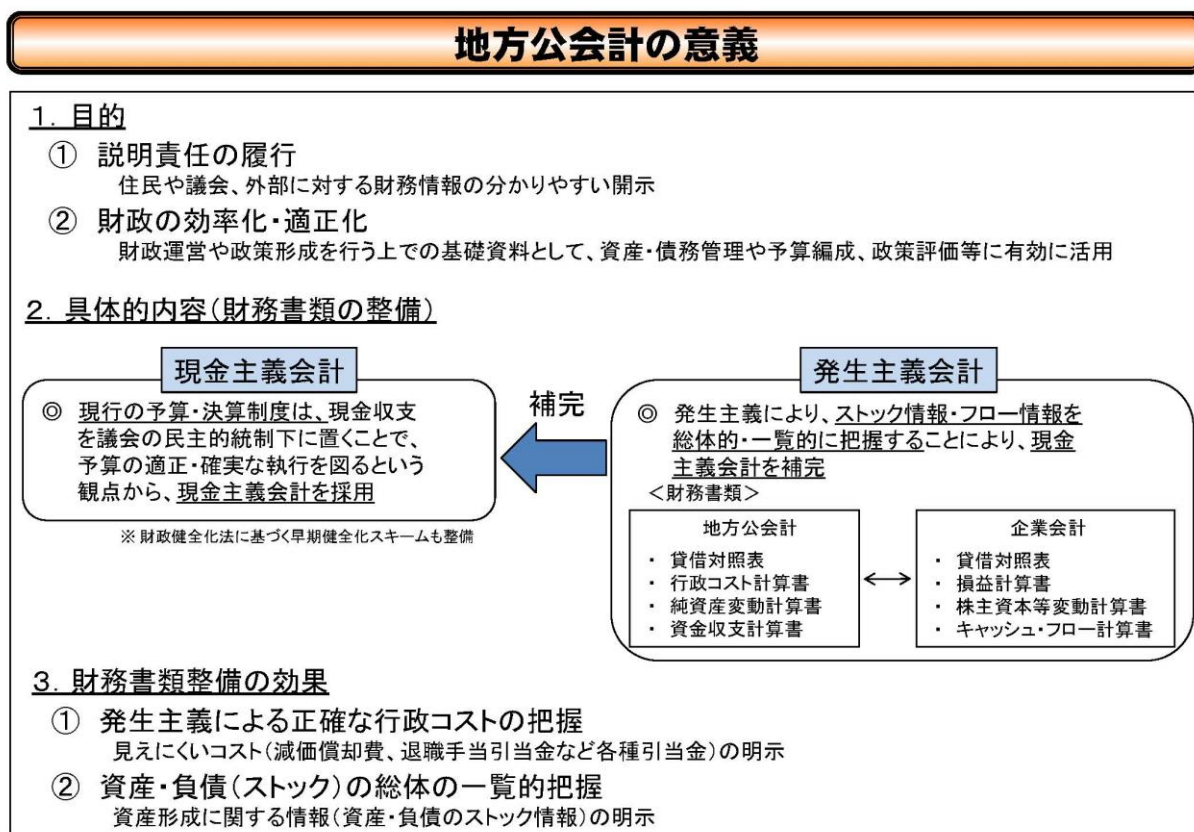 地方公会計の意義
1．目的
① 説明責任の履行
住民や議会、外部に対する財務情報の分かりやすい開示
② 財政の効率化・適正化
財政運営や政策形成を行う上での基礎資料として、資産・債務管理や予算編成、政策評価等に有効に活用
2．具体的内容（財務書類の整備）
現金主義会計
◎ 現行の予算・決算制度は、現金収支
を議会の民主的統制下に置くことで、
予算の適正・確実な執行を図るという
観点から、現金主義会計を採用
※ 財政健全化法に基づく早期健全化スキームも整備
補完
発生主義会計
◎ 発生主義により、ストック情報・フロー情報を
総体的・一覧的に把握することにより、現金
主義会計を補完
＜財務書類＞
地方公会計
・ 貸借対照表
・ 行政コスト計算書
・ 純資産変動計算書
・ 資金収支計算書
企業会計
・ 貸借対照表
・ 損益計算書
・ 株主資本等変動計算書
・ キャッシュ・フロー計算書
3．財務書類整備の効果
① 発生主義による正確な行政コストの把握
見えにくいコスト（減価償却費、退職手当引当金など各種引当金）の明示
② 資産・負債（ストック）の総体の一覧的把握
資産形成に関する情報（資産・負債のストック情報）の明示